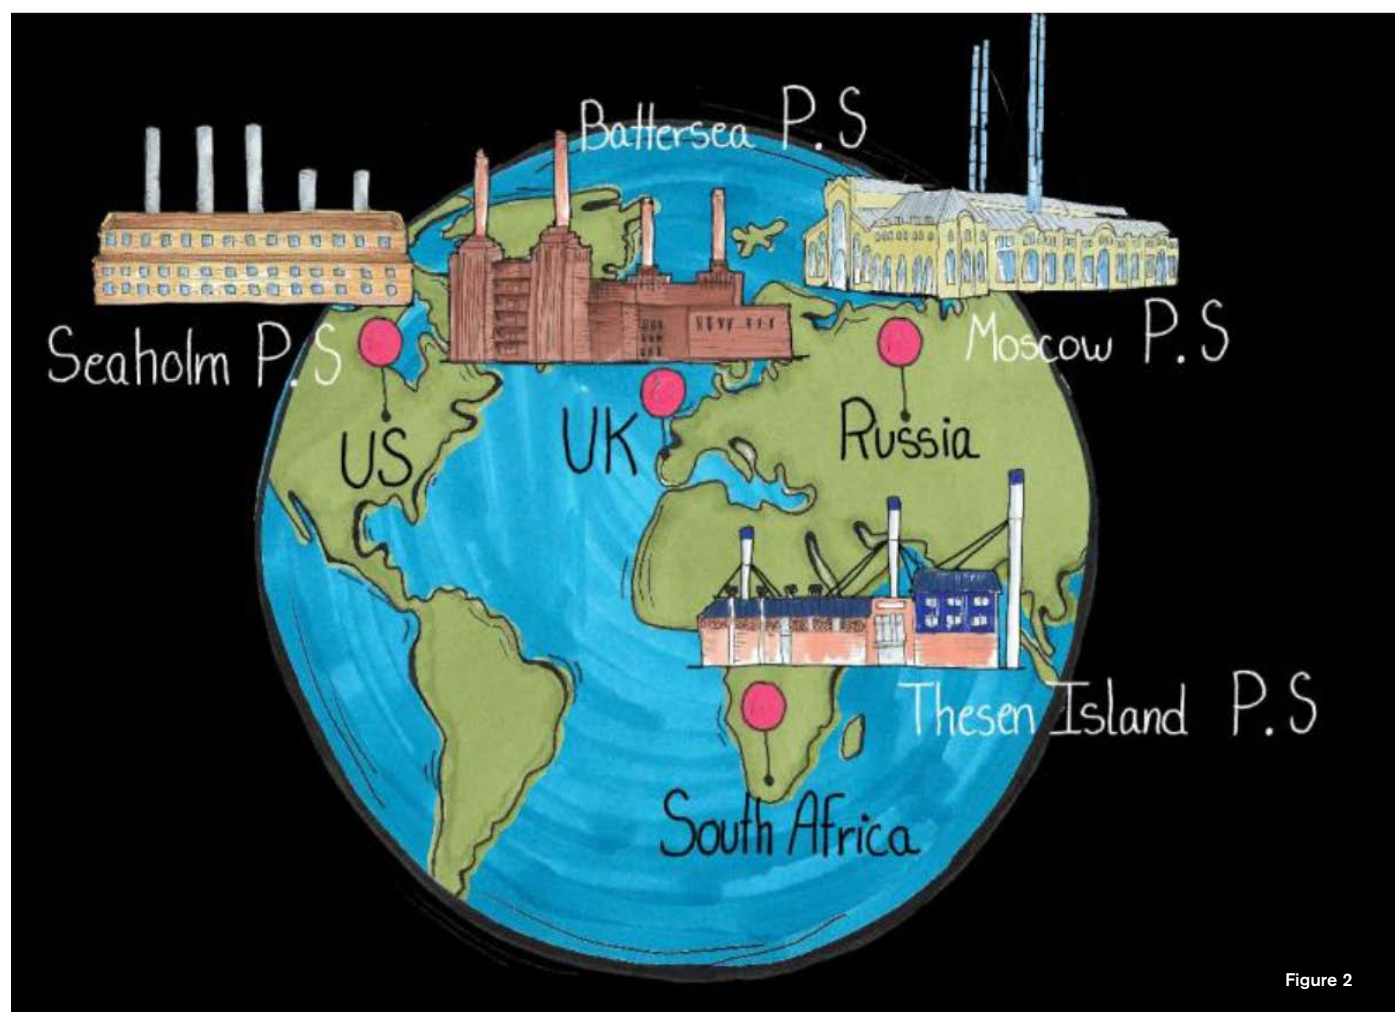 Battersea P.S
Seaholm P.S
Moscow P.S
US
UK
Russia
Thesen Island P.S
South Africa
Figure 2